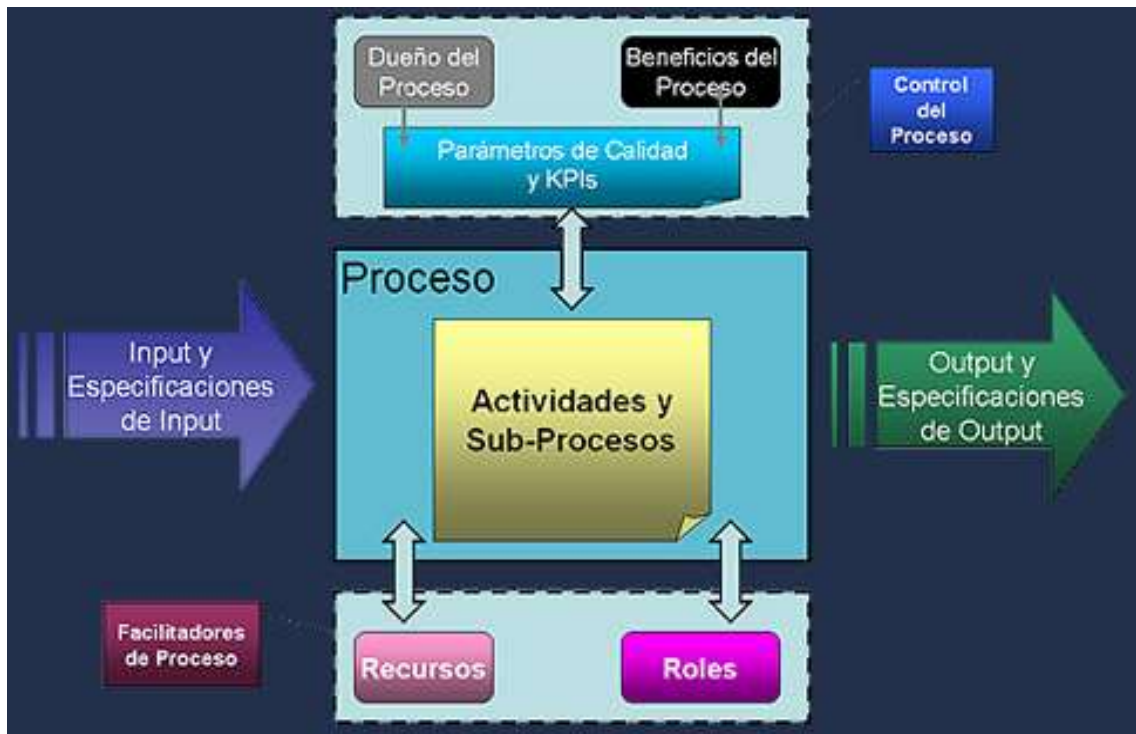 Dueño del
Proceso
Beneficios del
Proceso
Control
del
Proceso
Parámetros de Calidad
y KPIs
Proceso
Input y
Especificaciones
de Input
Actividades y
Sub-Procesos
Output y
Especificaciones
de Output
Facilitadores
de Proceso
Recursos
Roles